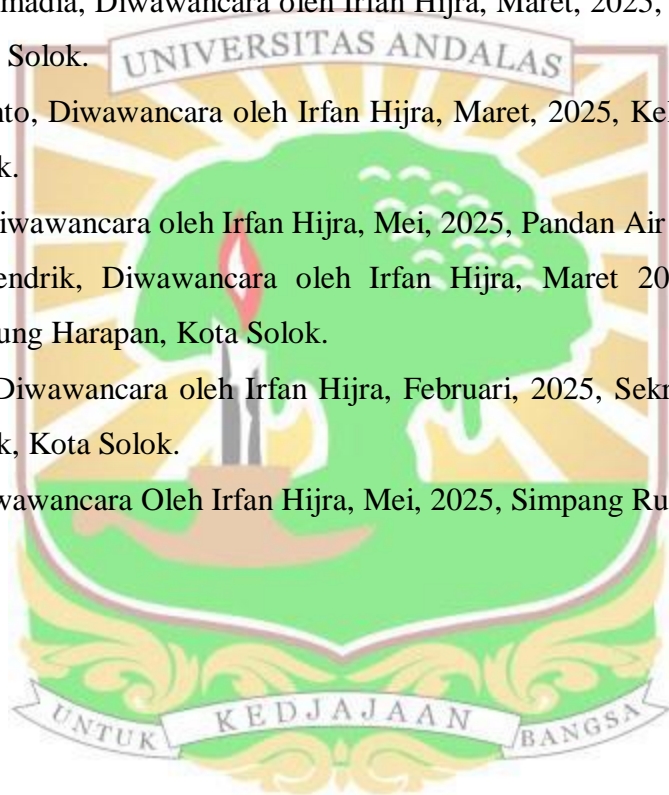 madia, Diwawancara oleh Irfan Hijra, Maret, 2025,
Solok.
UNIVERSITAS ANDALAS
nto, Diwawancara oleh Irfan Hijra, Maret, 2025, Kel
k.
iwawancara oleh Irfan Hijra, Mei, 2025, Pandan Air
endrik, Diwawancara oleh Irfan Hijra, Maret 20
ung Harapan, Kota Solok.
Diwawancara oleh Irfan Hijra, Februari, 2025, Sekr
k, Kota Solok.
wawancara Oleh Irfan Hijra, Mei, 2025, Simpang Ru
UNTUK KEDJAJAAN BANGSA